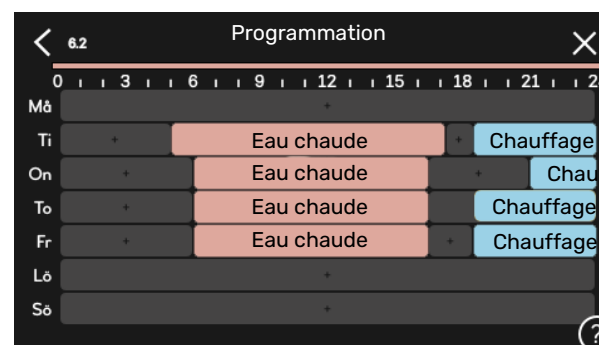 6.2 Programmation
0 3 6 9 12 15 18 21 2
Må
Ti Eau chaude Chauffage
On Eau chaude Chau
To Eau chaude Chauffage
Fr Eau chaude Chauffage
Lö
Sö
?